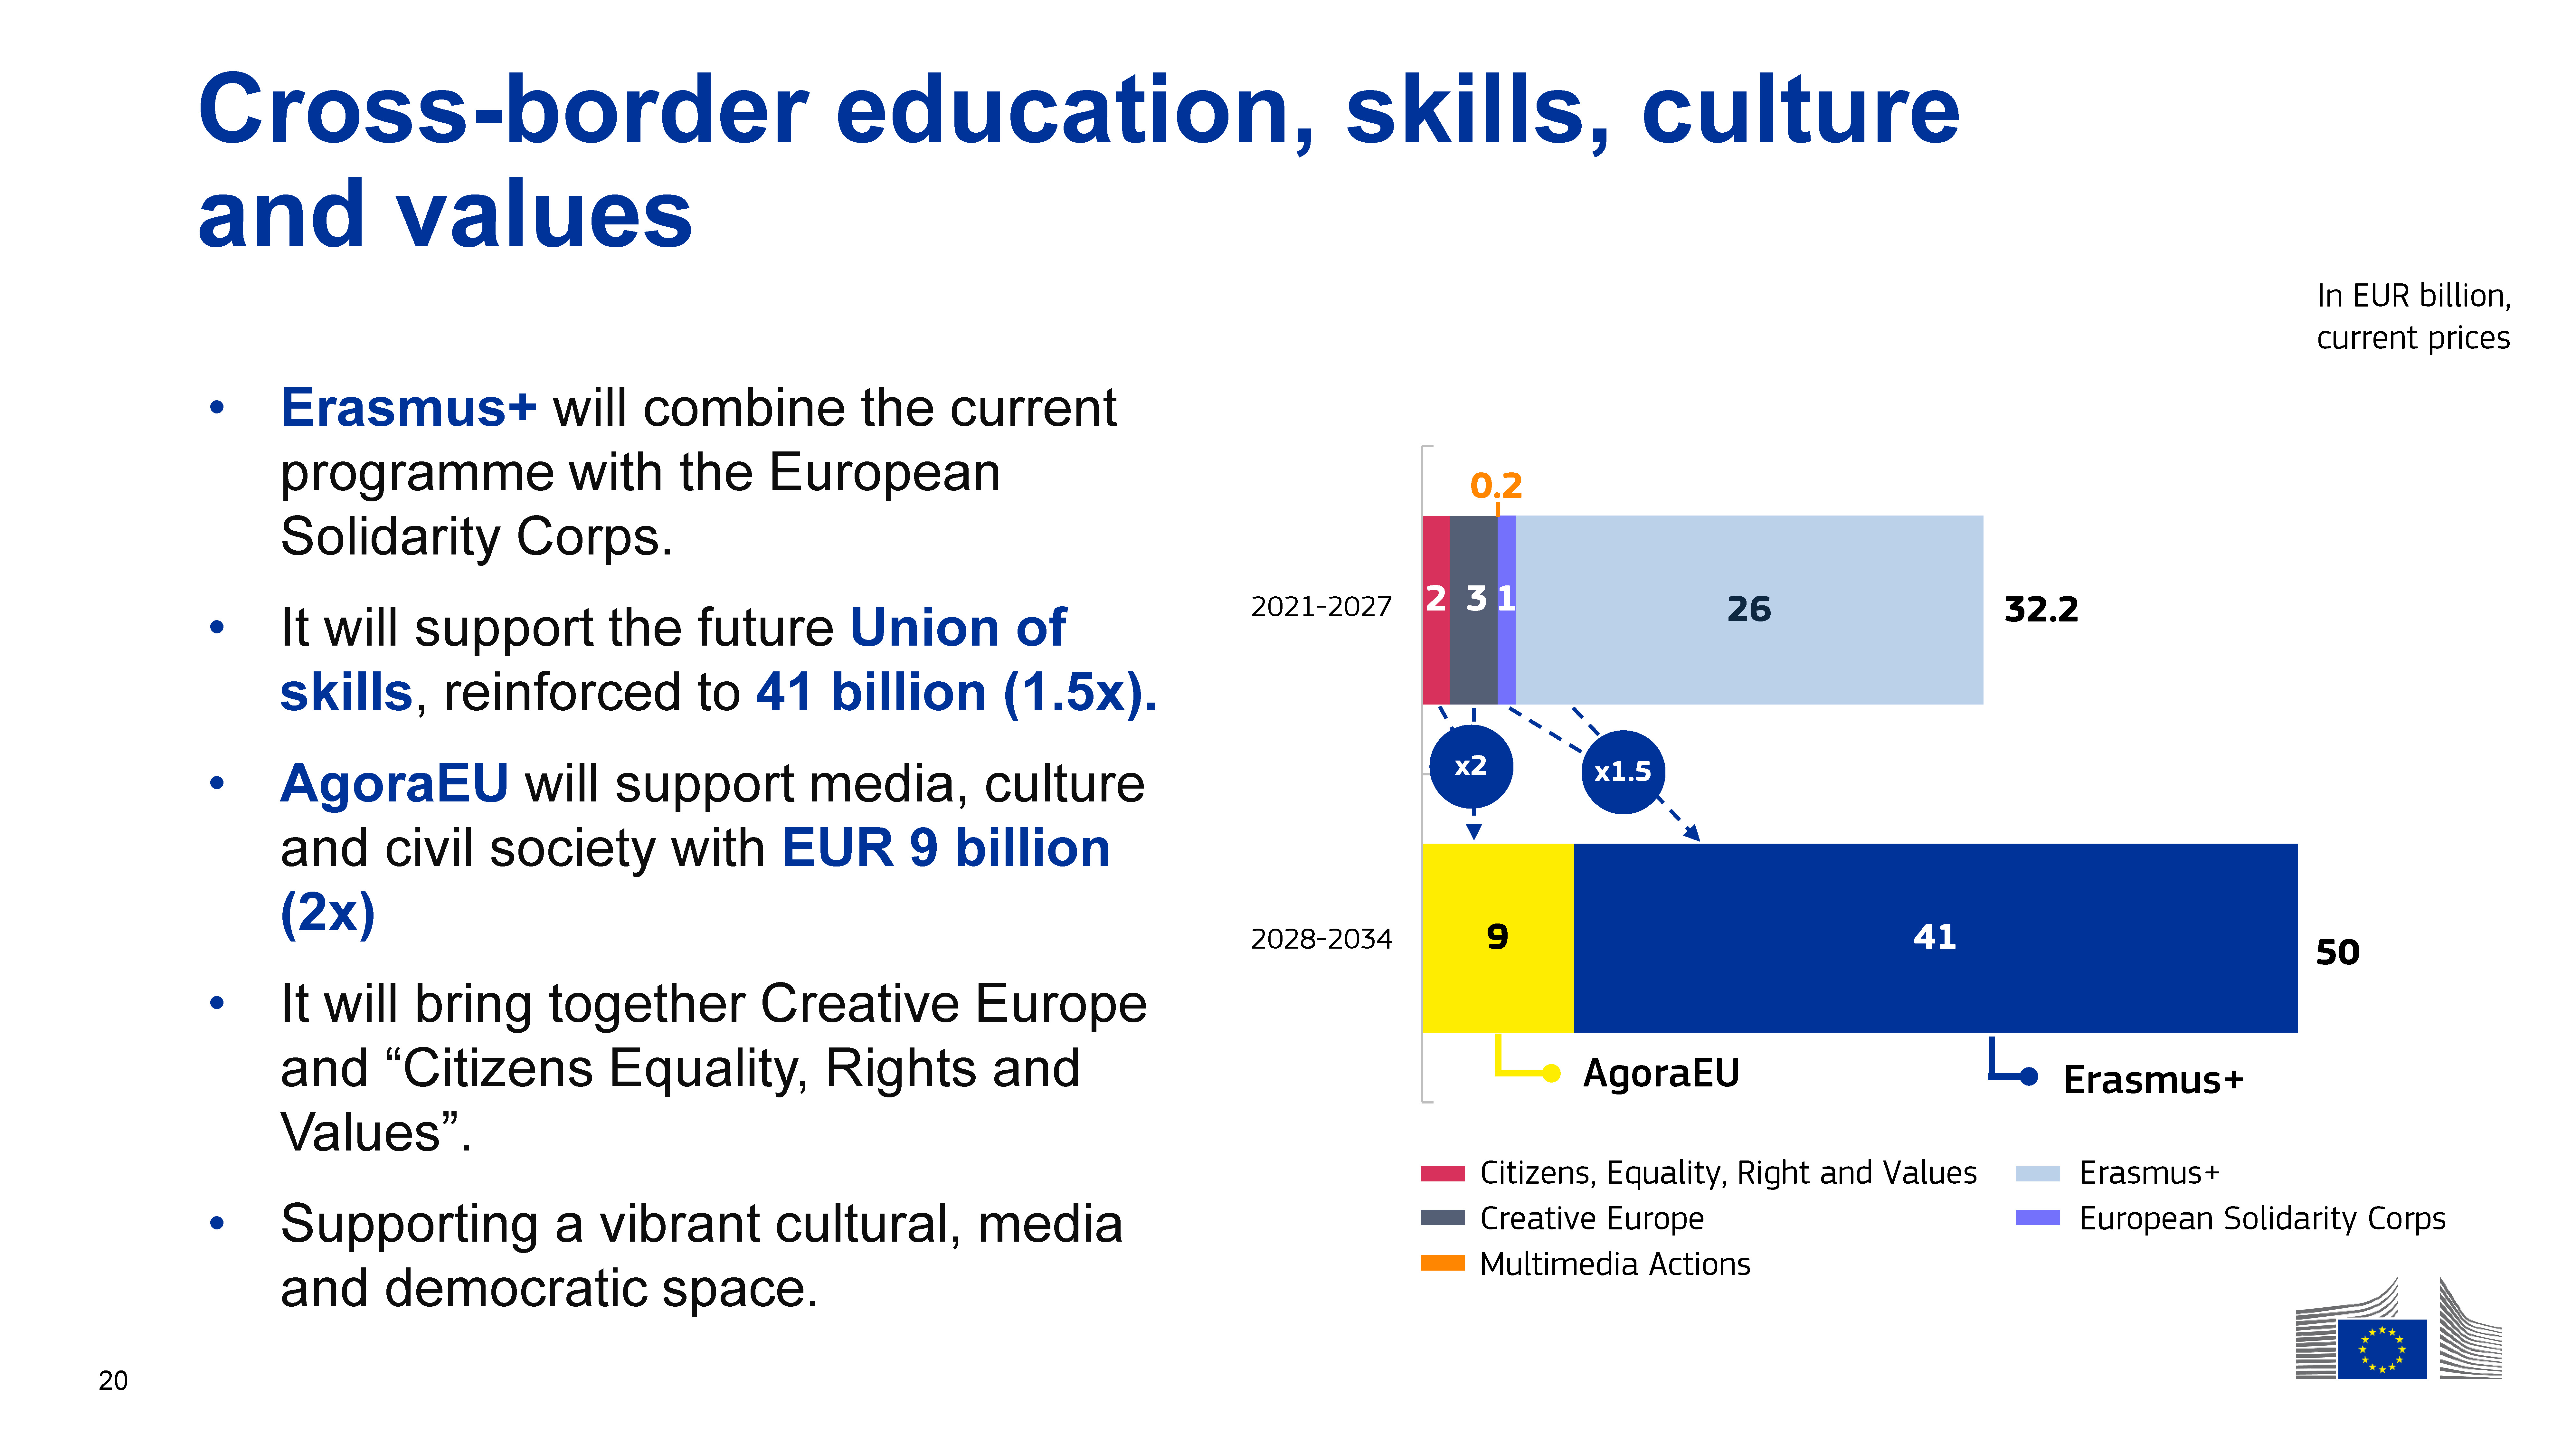 Cross-border education, skills, culture
and values
In EUR billion,
current prices
• Erasmus+ will combine the current
programme with the European
Solidarity Corps.
• It will support the future Union of
skills, reinforced to 41 billion (1.5x).
• AgoraEU will support media, culture
and civil society with EUR 9 billion
(2x)
• It will bring together Creative Europe
and “Citizens Equality, Rights and
Values”.
• Supporting a vibrant cultural, media
and democratic space.
0.2
2021-2027 2 3 1 26 32.2
x2 x1.5
2028-2034 9 41 50
AgoraEU Erasmus+
Citizens, Equality, Right and Values Erasmus+
Creative Europe European Solidarity Corps
Multimedia Actions
20